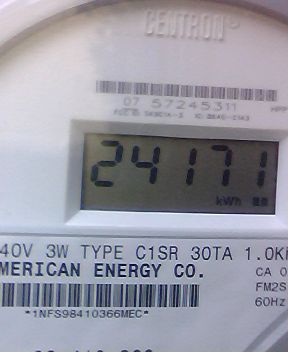 CENTRON®
07 57245311
24171
kWh
40V 3W TYPE C1SR 30TA 1.0K
MERICAN ENERGY CO.
CA 0
FM2S
60Hz
*1NFS98410366MEC*